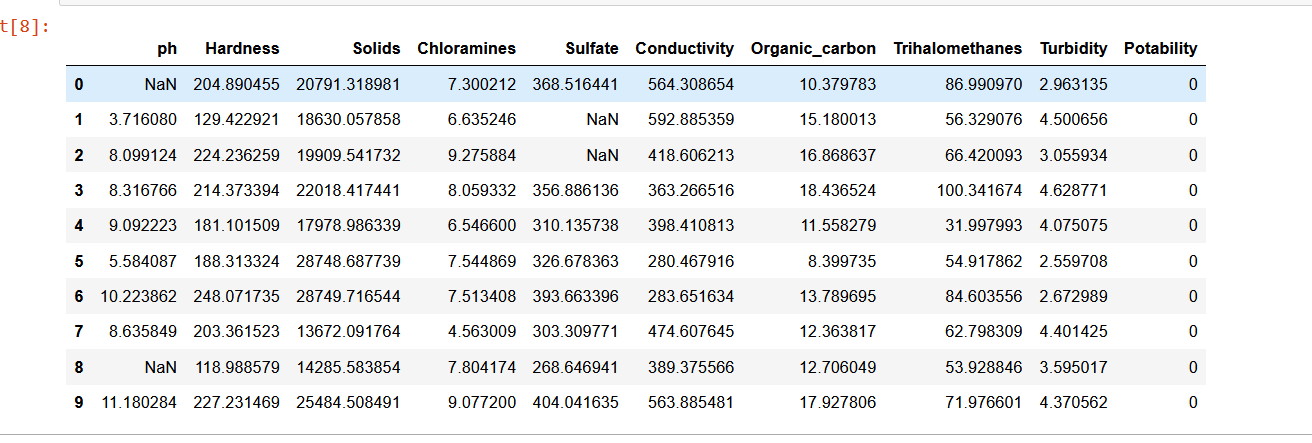 t[8]:
ph Hardness Solids Chloramines Sulfate Conductivity Organic_carbon Trihalomethanes Turbidity Potability
0 NaN 204.890455 20791.318981 7.300212 368.516441 564.308654 10.379783 86.990970 2.963135 0
1 3.716080 129.422921 18630.057858 6.635246 NaN 592.885359 15.180013 56.329076 4.500656 0
2 8.099124 224.236259 19909.541732 9.275884 NaN 418.606213 16.868637 66.420093 3.055934 0
3 8.316766 214.373394 22018.417441 8.059332 356.886136 363.266516 18.436524 100.341674 4.628771 0
4 9.092223 181.101509 17978.986339 6.546600 310.135738 398.410813 11.558279 31.997993 4.075075 0
5 5.584087 188.313324 28748.687739 7.544869 326.678363 280.467916 8.399735 54.917862 2.559708 0
6 10.223862 248.071735 28749.716544 7.513408 393.663396 283.651634 13.789695 84.603556 2.672989 0
7 8.635849 203.361523 13672.091764 4.563009 303.309771 474.607645 12.363817 62.798309 4.401425 0
8 NaN 118.988579 14285.583854 7.804174 268.646941 389.375566 12.706049 53.928846 3.595017 0
9 11.180284 227.231469 25484.508491 9.077200 404.041635 563.885481 17.927806 71.976601 4.370562 0